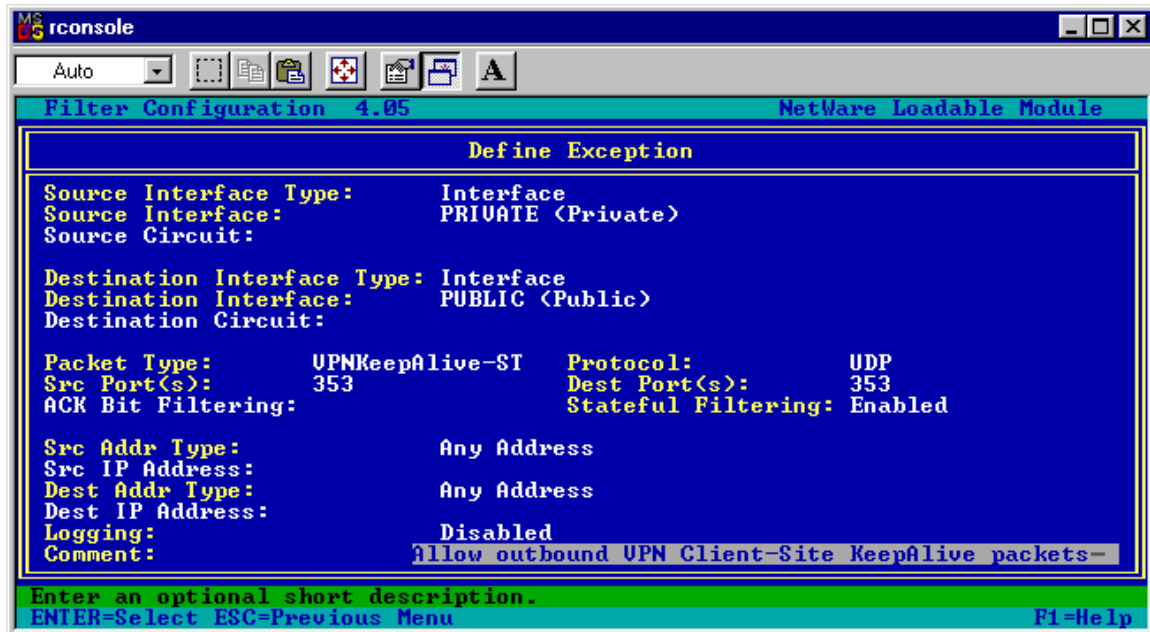 MS DOS rconsole
Auto A
Filter Configuration 4.05 NetWare Loadable Module
Define Exception
Source Interface Type: Interface
Source Interface: PRIVATE (Private)
Source Circuit:
Destination Interface Type: Interface
Destination Interface: PUBLIC (Public)
Destination Circuit:
Packet Type: VPNKeepAlive-ST Protocol: UDP
Src Port(s): 353 Dest Port(s): 353
ACK Bit Filtering: Stateful Filtering: Enabled
Src Addr Type: Any Address
Src IP Address:
Dest Addr Type: Any Address
Dest IP Address:
Logging: Disabled
Comment: Allow outbound VPN Client-Site KeepAlive packets
Enter an optional short description.
ENTER=Select ESC=Previous Menu F1=Help